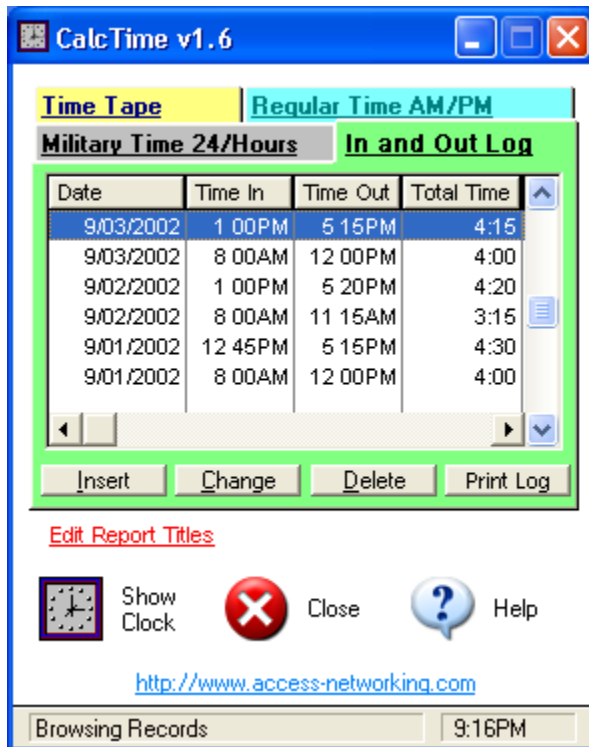 CalcTime v1.6
Time Tape Regular Time AM/PM
Military Time 24/Hours In and Out Log
Date Time In Time Out Total Time
9/03/2002 1 00PM 5 15PM 4:15
9/03/2002 8 00AM 12 00PM 4:00
9/02/2002 1 00PM 5 20PM 4:20
9/02/2002 8 00AM 11 15AM 3:15
9/01/2002 12 45PM 5 15PM 4:30
9/01/2002 8 00AM 12 00PM 4:00
Insert Change Delete Print Log
Edit Report Titles
Show Clock Close Help
http://www.access-networking.com
Browsing Records 9:16PM